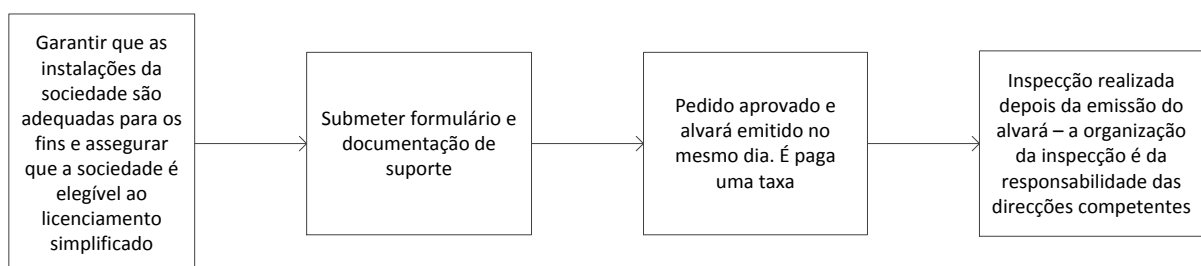 Garantir que as
instalações da
sociedade são
adequadas para os
fins e assegurar
que a sociedade é
elegível ao
licenciamento
simplificado
Submeter formulário e
documentação de
suporte
Pedido aprovado e
alvará emitido no
mesmo dia. É paga
uma taxa
Inspecção realizada
depois da emissão do
alvará – a organização
da inspecção é da
responsabilidade das
direcções competentes